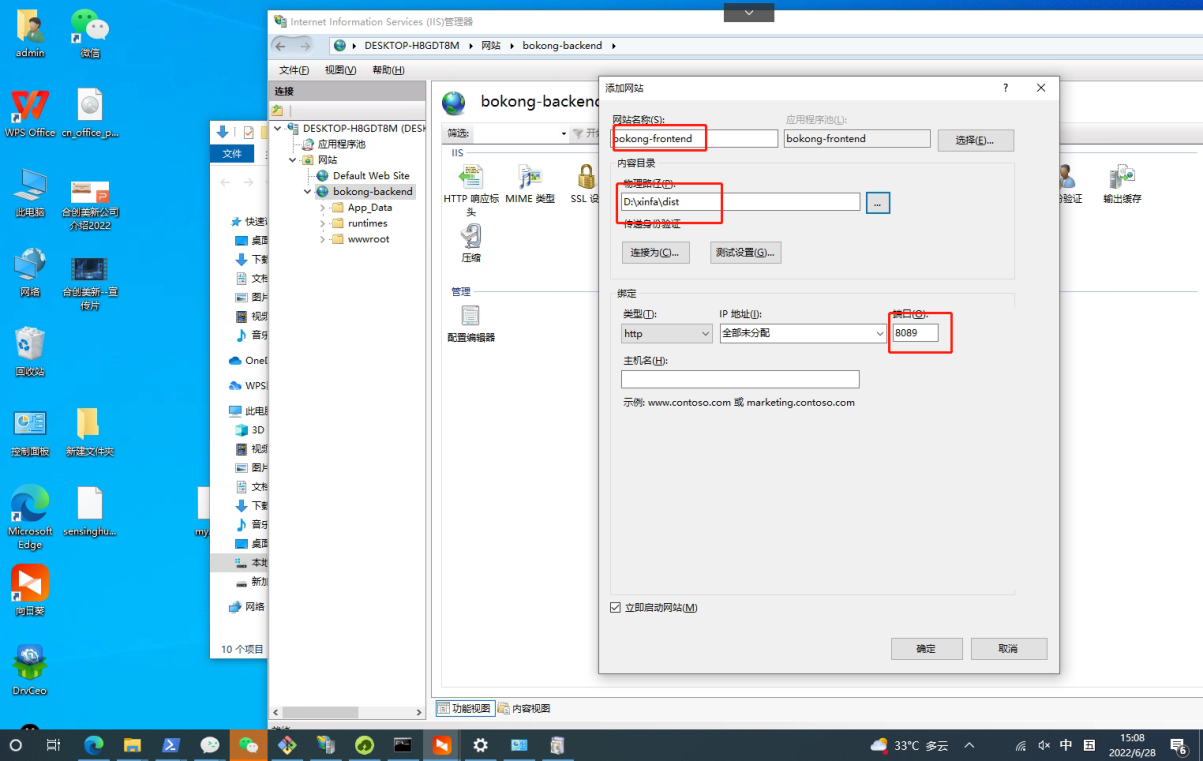 admin
微信
WPS Office
cn_office_p...
此电脑
合创美新公司
介绍2022
网络
合创美新--宣
传片
回收站
控制面板
新建文件夹
Microsoft
Edge
sensinghu...
my
向日葵
DrvCeo
文件
快速
桌面
下载
文档
图片
视频
音乐
OneD
WPS
此电脑
3D
视频
图片
文档
下载
音乐
桌面
本地
新加
网络
10 个项目
Internet Information Services (IIS)管理器
DESKTOP-H8GDT8M
网站
bokong-backend
文件(F)
视图(V)
帮助(H)
连接
DESKTOP-H8GDT8M (DESK
应用程序池
网站
Default Web Site
bokong-backend
App_Data
runtimes
wwwroot
bokong-backend
筛选:
开
IIS
HTTP 响应标
头
MIME 类型
SSL 设
验证
输出缓存
压缩
管理
配置编辑器
功能视图
内容视图
添加网站
?
网站名称(S):
应用程序池(L):
bokong-frontend
bokong-frontend
选择(E)...
内容目录
物理路径(P):
D:\xinfa\dist
...
传递身份验证
连接为(C)...
测试设置(G)...
绑定
类型(T):
IP 地址(I):
端口(O):
http
全部未分配
8089
主机名(H):
示例: www.contoso.com 或 marketing.contoso.com
立即启动网站(M)
确定
取消
33°C 多云
中
五
15:08
2022/6/28
6